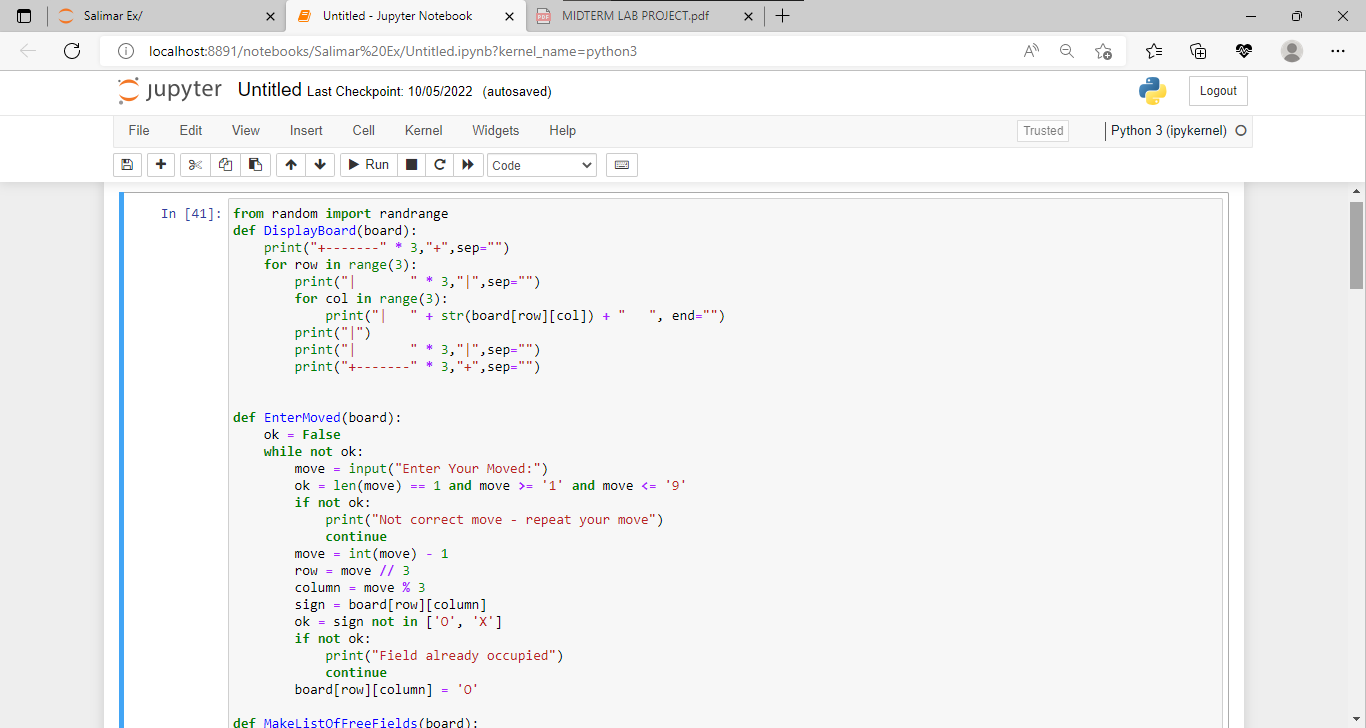 Salimar Ex/
Untitled - Jupyter Notebook
MIDTERM LAB PROJECT.pdf
localhost:8891/notebooks/Salimar%20Ex/Untitled.ipynb?kernel_name=python3
jupyter Untitled Last Checkpoint: 10/05/2022 (autosaved)
Logout
File Edit View Insert Cell Kernel Widgets Help
Trusted
Python 3 (ipykernel)
Run
Code
In [41]:
from random import randrange
def DisplayBoard(board):
    print("+-------" * 3,"+",sep="")
    for row in range(3):
        print("|       " * 3,"|",sep="")
        for col in range(3):
            print("|   " + str(board[row][col]) + "   ", end="")
        print("|")
        print("|       " * 3,"|",sep="")
        print("+-------" * 3,"+",sep="")
def EnterMoved(board):
    ok = False
    while not ok:
        move = input("Enter Your Moved:")
        ok = len(move) == 1 and move >= '1' and move <= '9'
        if not ok:
            print("Not correct move - repeat your move")
            continue
        move = int(move) - 1
        row = move // 3
        column = move % 3
        sign = board[row][column]
        ok = sign not in ['O', 'X']
        if not ok:
            print("Field already occupied")
            continue
        board[row][column] = 'O'
def MakeListOfFreeFields(board):